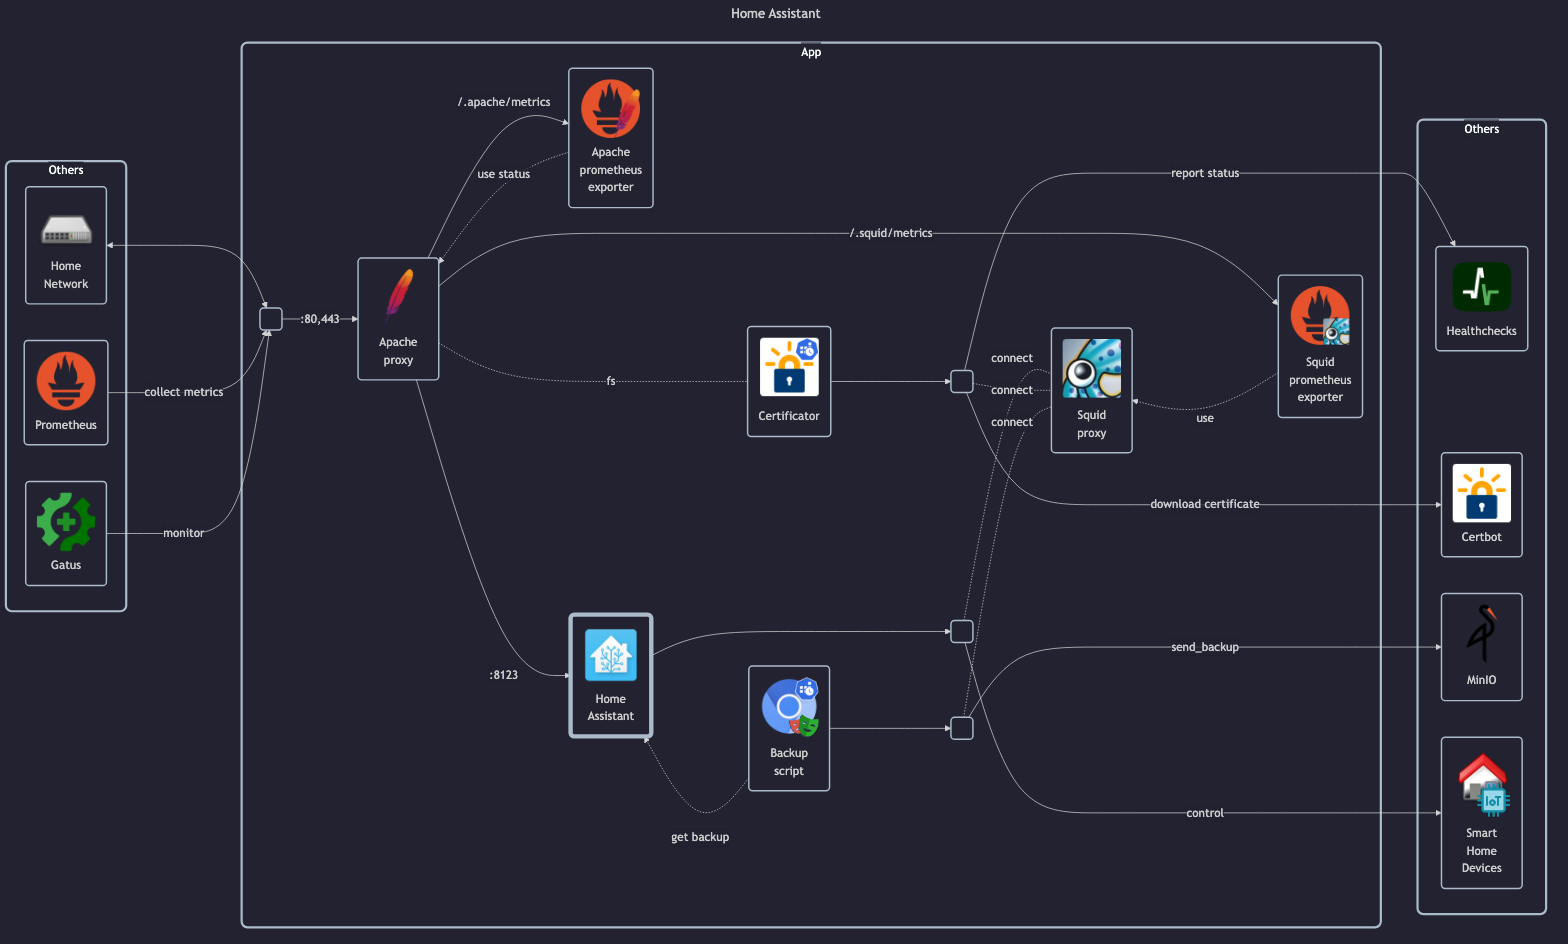 Home Assistant
App
Others
Home
Network
Prometheus
Gatus
collect metrics
monitor
:80,443
Apache
proxy
/.apache/metrics
use status
Apache
prometheus
exporter
/.squid/metrics
fs
Certificator
:8123
Home
Assistant
get backup
Backup
script
connect
connect
connect
Squid
proxy
use
Squid
prometheus
exporter
report status
download certificate
send_backup
control
Others
Healthchecks
Certbot
MinIO
IoT
Smart
Home
Devices